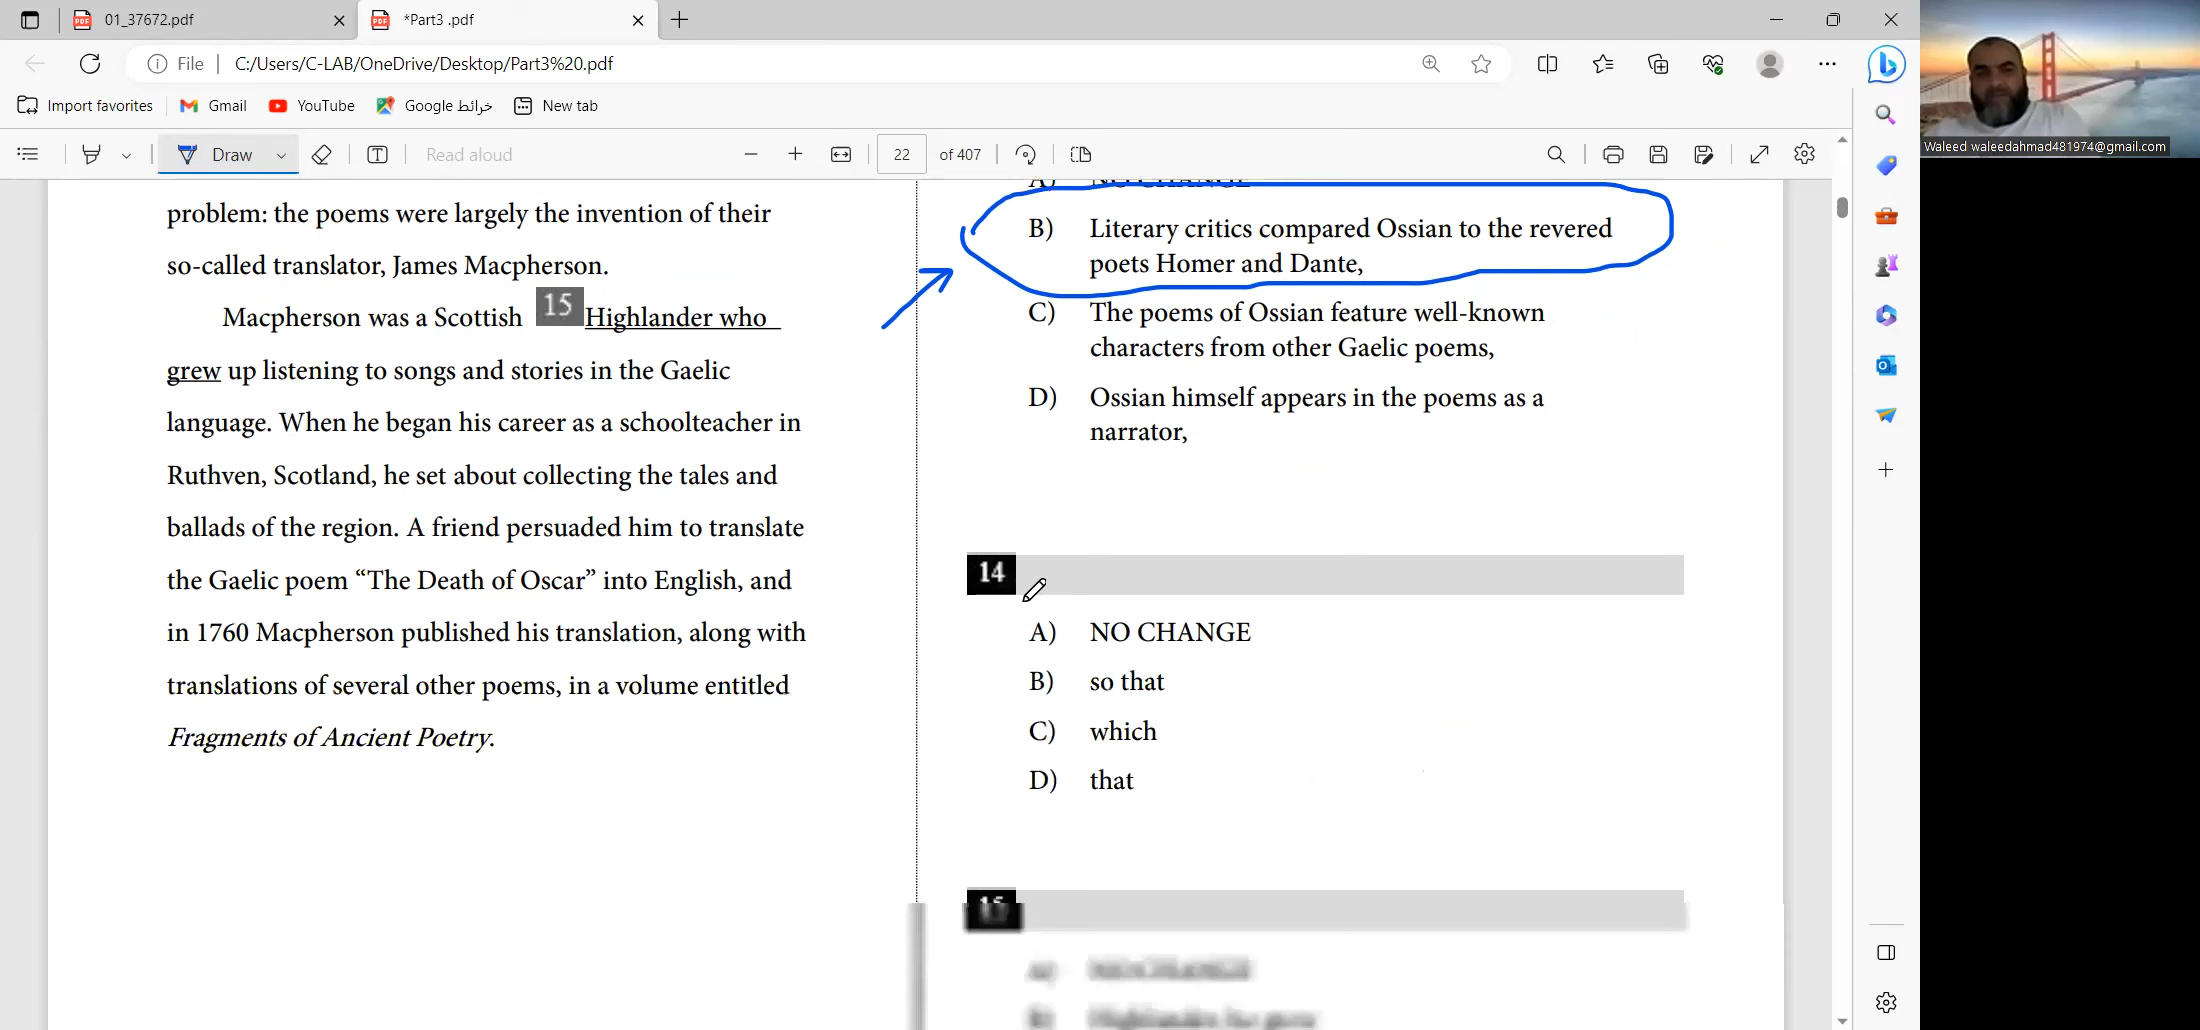 01_37672.pdf
*Part3 .pdf
File
C:/Users/C-LAB/OneDrive/Desktop/Part3%20.pdf
Import favorites
Gmail
YouTube
Google خرائط
New tab
Draw
Read aloud
22
of 407
Waleed waleedahmad481974@gmail.com
problem: the poems were largely the invention of their
so-called translator, James Macpherson.
Macpherson was a Scottish 15 Highlander who
grew up listening to songs and stories in the Gaelic
language. When he began his career as a schoolteacher in
Ruthven, Scotland, he set about collecting the tales and
ballads of the region. A friend persuaded him to translate
the Gaelic poem “The Death of Oscar” into English, and
in 1760 Macpherson published his translation, along with
translations of several other poems, in a volume entitled
Fragments of Ancient Poetry.
A) NO CHANGE
B) Literary critics compared Ossian to the revered
poets Homer and Dante,
C) The poems of Ossian feature well-known
characters from other Gaelic poems,
D) Ossian himself appears in the poems as a
narrator,
14
A) NO CHANGE
B) so that
C) which
D) that
15
A) NO CHANGE